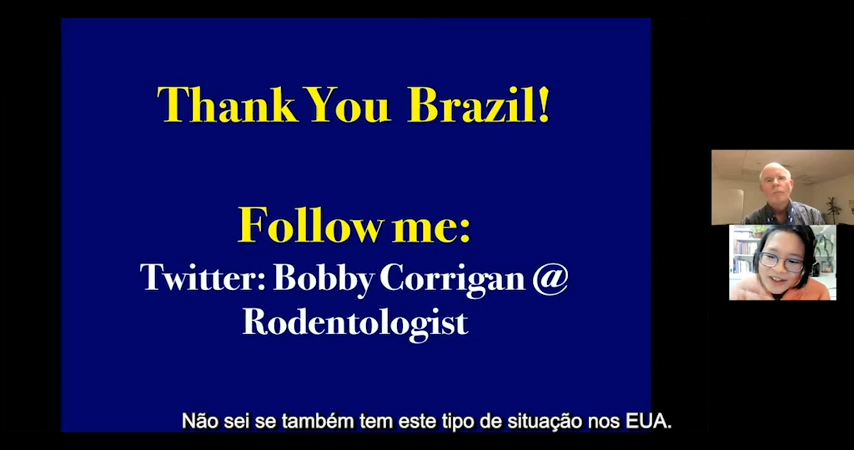 Thank You Brazil!
Follow me:
Twitter: Bobby Corrigan @
Rodentologist
Não sei se também tem este tipo de situação nos EUA.